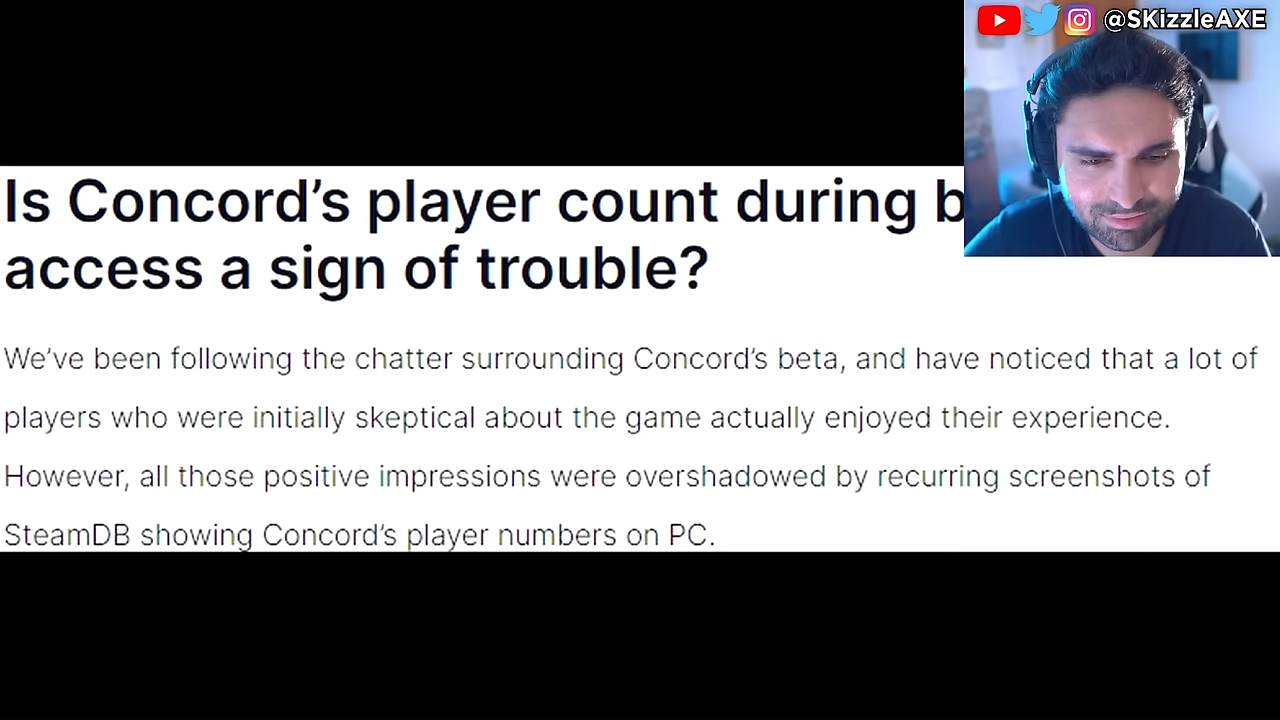 @SKizzleAXE
Is Concord’s player count during
access a sign of trouble?
We’ve been following the chatter surrounding Concord’s beta, and have noticed that a lot of
players who were initially skeptical about the game actually enjoyed their experience.
However, all those positive impressions were overshadowed by recurring screenshots of
SteamDB showing Concord’s player numbers on PC.